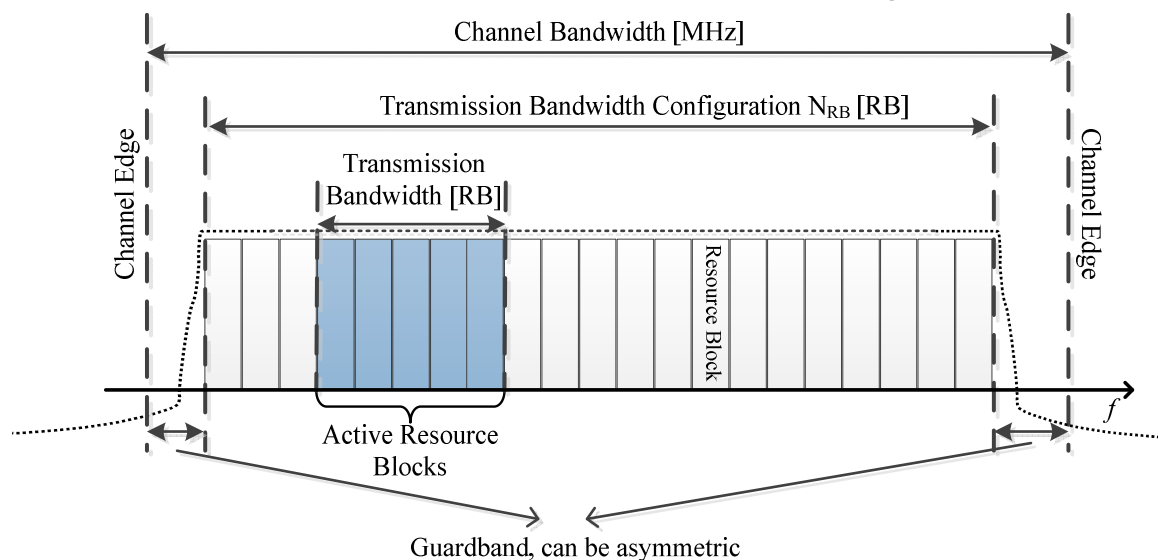 Channel Bandwidth [MHz]
Transmission Bandwidth Configuration N_RB [RB]
Channel Edge
Transmission
Bandwidth [RB]
Channel Edge
Resource Block
f
Active Resource
Blocks
Guardband, can be asymmetric